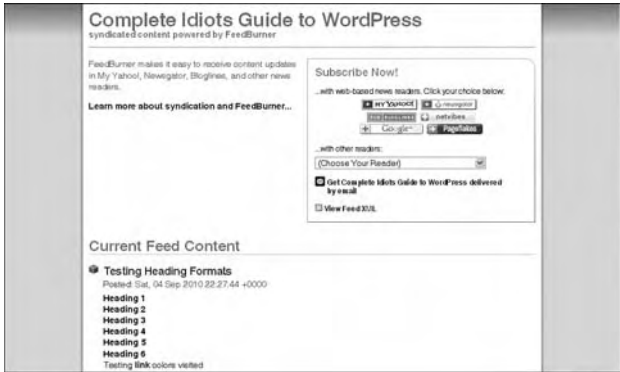 Complete Idiots Guide to WordPress
syndicated content powered by FeedBurner
FeedBurner makes it easy to receive content updates
in My Yahoo!, Newsgator, Bloglines, and other news
readers.
Learn more about syndication and FeedBurner...
Subscribe Now!
...with web-based news readers. Click your choice below:
MY YAHOO! newsgator
netvibes
Google Pageflakes
...with other readers:
(Choose Your Reader)
Get Complete Idiots Guide to WordPress delivered
by email
View Feed XML
Current Feed Content
Testing Heading Formats
Posted: Sat, 04 Sep 2010 22:27:44 +0000
Heading 1
Heading 2
Heading 3
Heading 4
Heading 5
Heading 6
Testing link colors visited